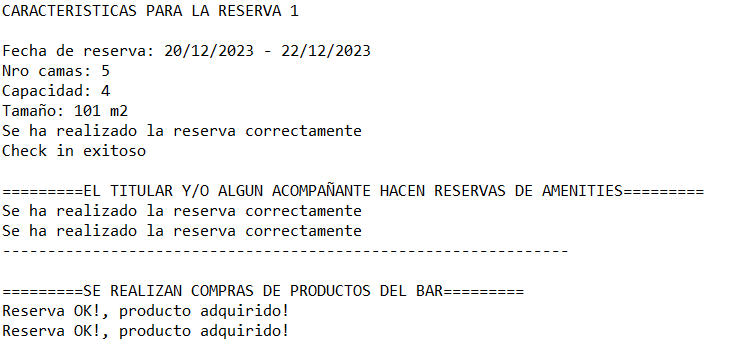 CARACTERISTICAS PARA LA RESERVA 1
Fecha de reserva: 20/12/2023 - 22/12/2023
Nro camas: 5
Capacidad: 4
Tamaño: 101 m2
Se ha realizado la reserva correctamente
Check in exitoso
=========EL TITULAR Y/O ALGUN ACOMPAÑANTE HACEN RESERVAS DE AMENITIES=========
Se ha realizado la reserva correctamente
Se ha realizado la reserva correctamente
---------------------------------------------------------------
=========SE REALIZAN COMPRAS DE PRODUCTOS DEL BAR=========
Reserva OK!, producto adquirido!
Reserva OK!, producto adquirido!